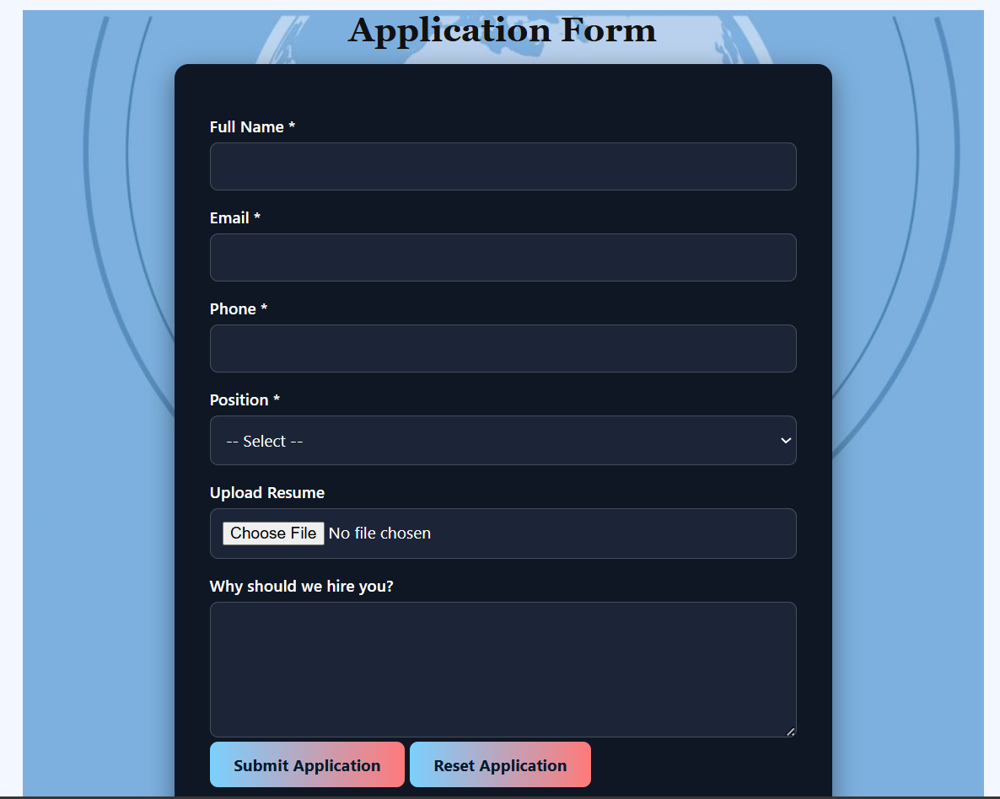 Application Form
Full Name *
Email *
Phone *
Position *
-- Select --
Upload Resume
Choose File No file chosen
Why should we hire you?
Submit Application Reset Application